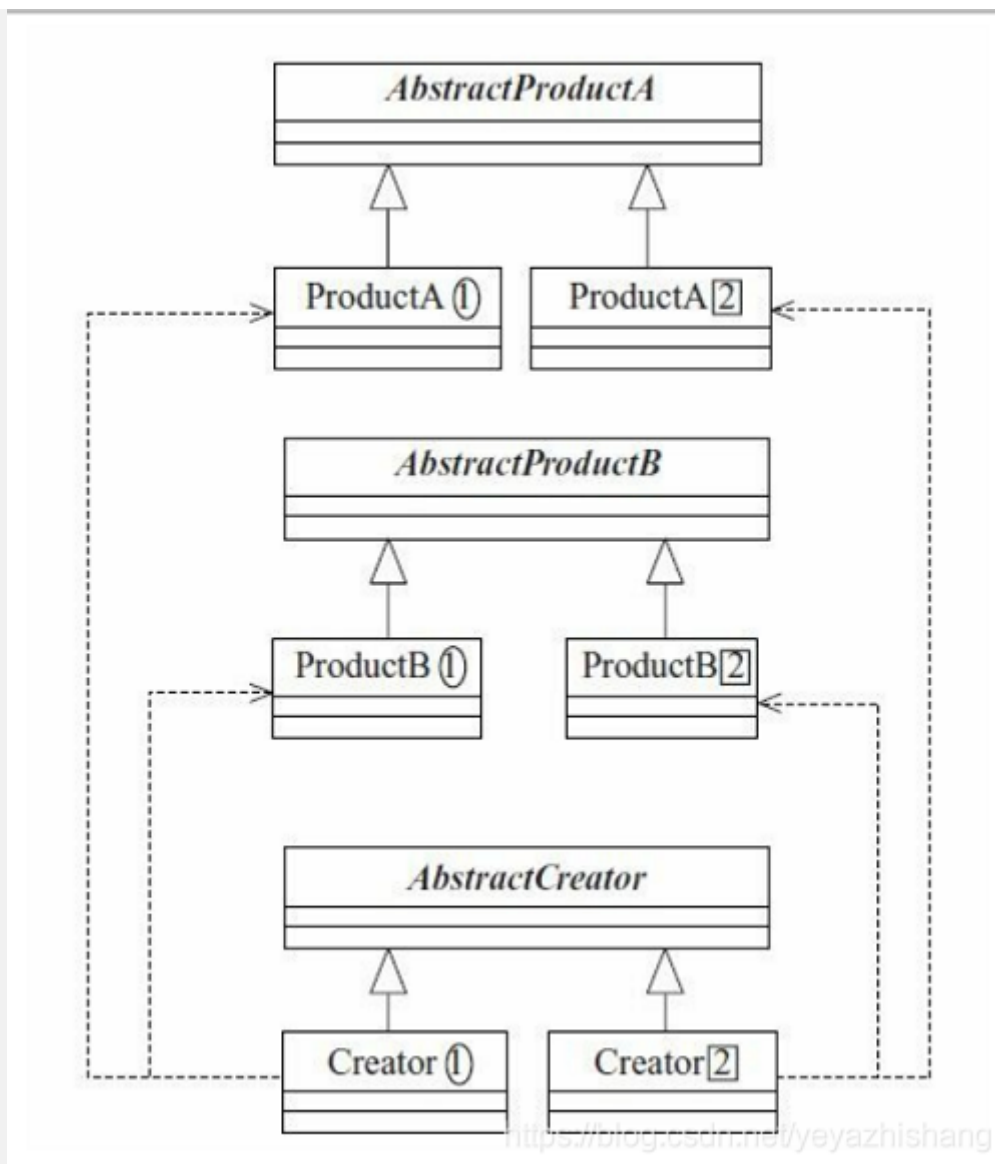 AbstractProductA
ProductA 1
ProductA 2
AbstractProductB
ProductB 1
ProductB 2
AbstractCreator
Creator 1
Creator 2
https://blog.csdn.net/yeyazhishang